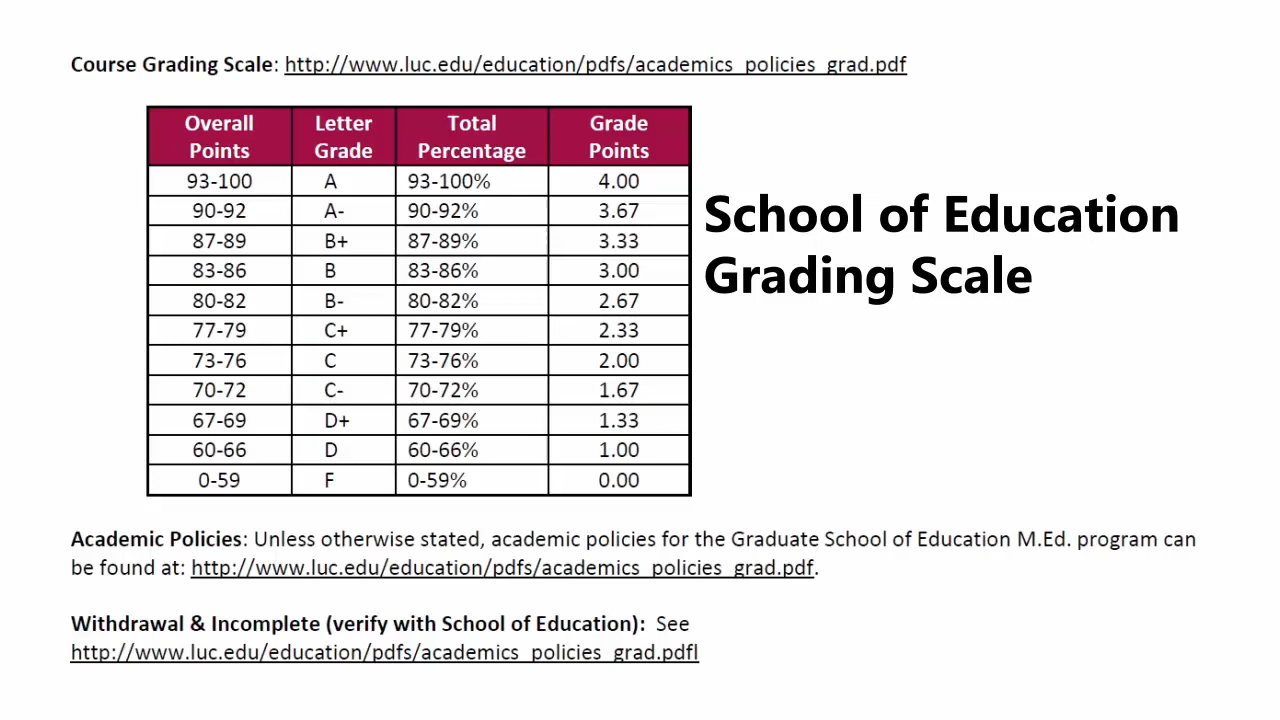 Course Grading Scale: http://www.luc.edu/education/pdfs/academics_policies_grad.pdf
Overall Points Letter Grade Total Percentage Grade Points
93-100 A 93-100% 4.00
90-92 A- 90-92% 3.67
87-89 B+ 87-89% 3.33
83-86 B 83-86% 3.00
80-82 B- 80-82% 2.67
77-79 C+ 77-79% 2.33
73-76 C 73-76% 2.00
70-72 C- 70-72% 1.67
67-69 D+ 67-69% 1.33
60-66 D 60-66% 1.00
0-59 F 0-59% 0.00
School of Education
Grading Scale
Academic Policies: Unless otherwise stated, academic policies for the Graduate School of Education M.Ed. program can
be found at: http://www.luc.edu/education/pdfs/academics_policies_grad.pdf.
Withdrawal & Incomplete (verify with School of Education): See
http://www.luc.edu/education/pdfs/academics_policies_grad.pdfl